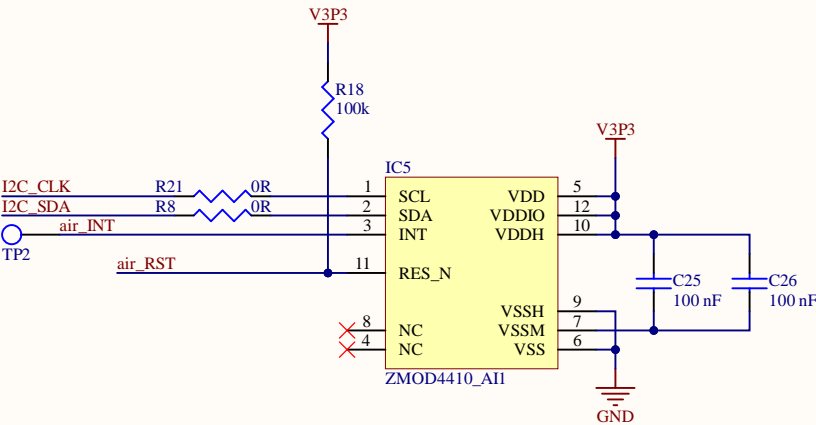 V3P3
R18
100k
V3P3
IC5
I2C_CLK R21 0R 1 SCL VDD 5
I2C_SDA R8 0R 2 SDA VDDIO 12
air_INT 3 INT VDDH 10
TP2
air_RST 11 RES_N
C25 C26
100 nF 100 nF
VSSH 9
8 NC VSSM 7
4 NC VSS 6
ZMOD4410_AI1
GND